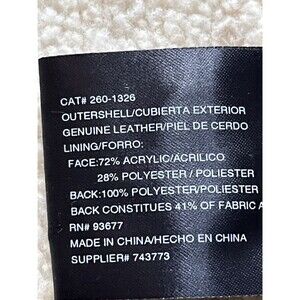 CAT# 260-1326
OUTERSHELL/CUBIERTA EXTERIOR
GENUINE LEATHER/PIEL DE CERDO
LINING/FORRO:
FACE:72% ACRYLIC/ACRILICO
28% POLYESTER / POLIESTER
BACK:100% POLYESTER/POLIESTER
BACK CONSTITUES 41% OF FABRIC A
RN# 93677
MADE IN CHINA/HECHO EN CHINA
SUPPLIER# 743773